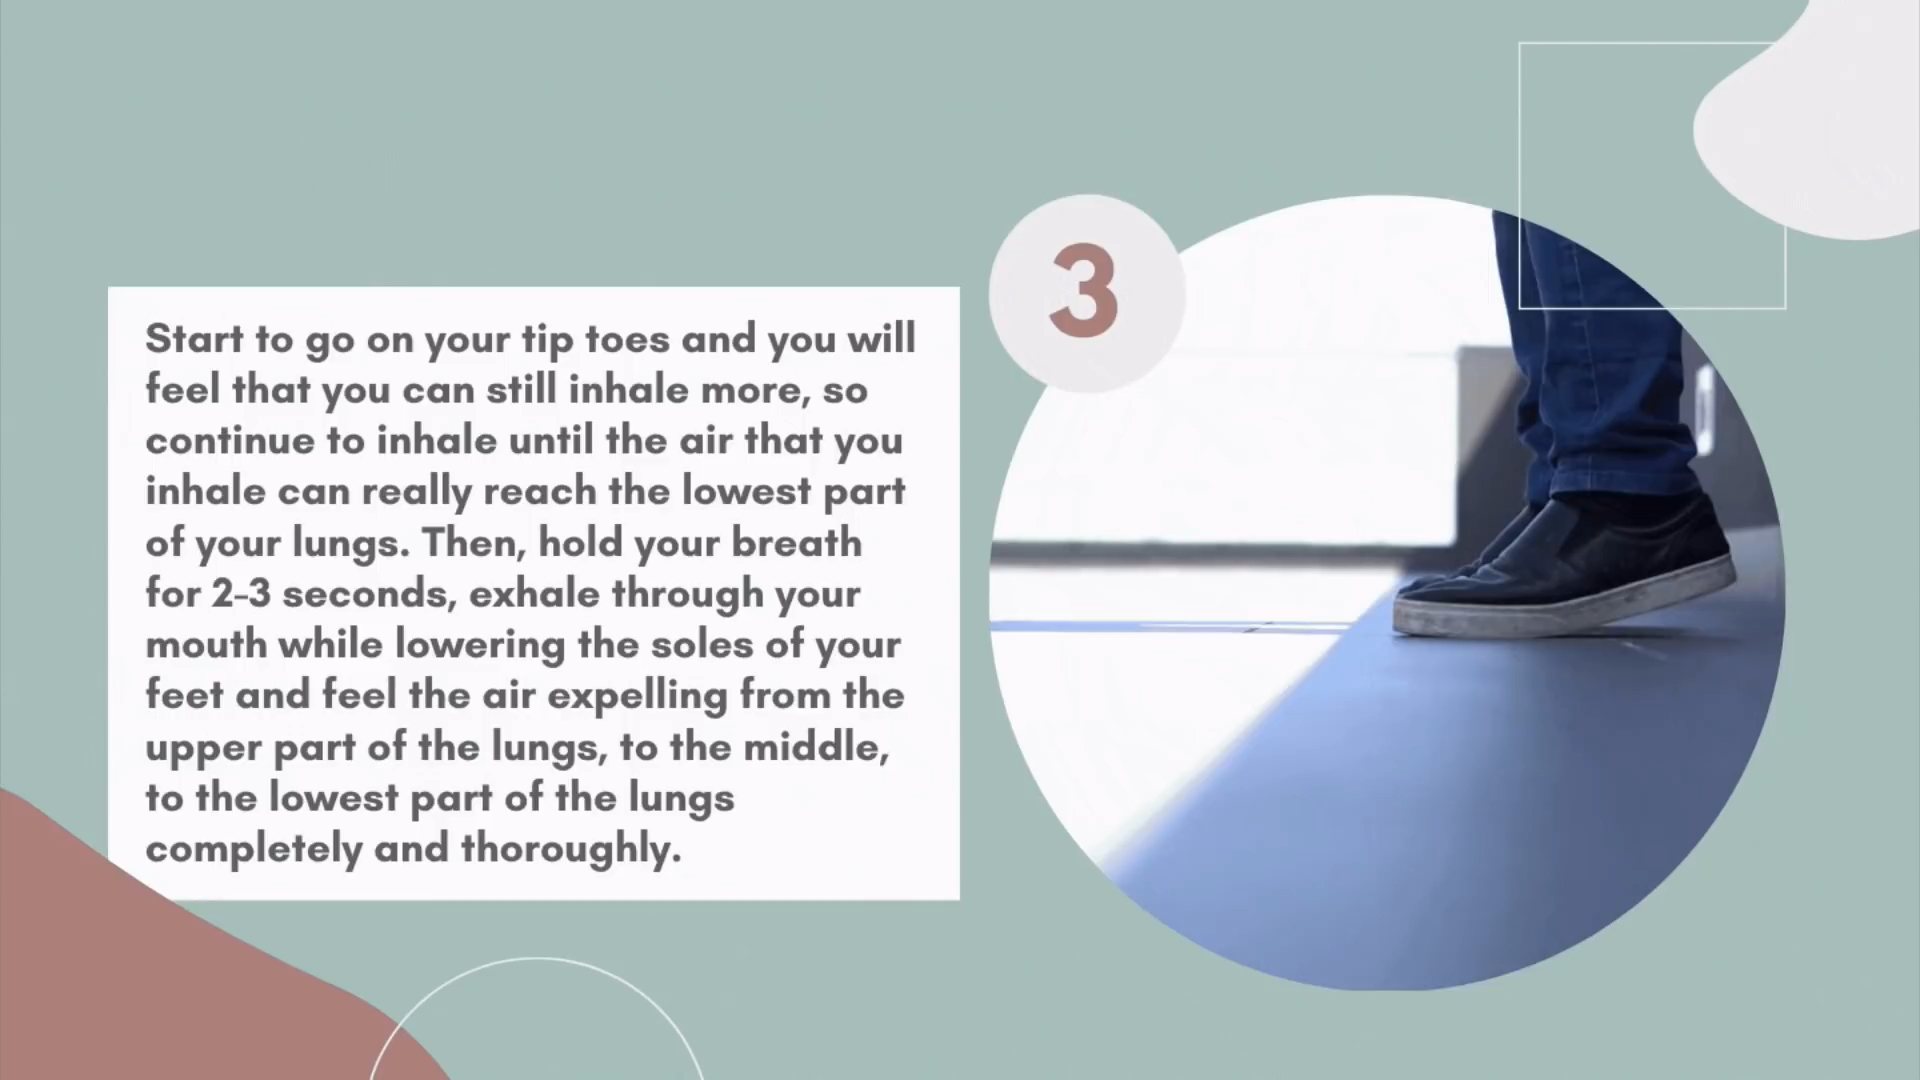 Start to go on your tip toes and you will
feel that you can still inhale more, so
continue to inhale until the air that you
inhale can really reach the lowest part
of your lungs. Then, hold your breath
for 2-3 seconds, exhale through your
mouth while lowering the soles of your
feet and feel the air expelling from the
upper part of the lungs, to the middle,
to the lowest part of the lungs
completely and thoroughly.
3